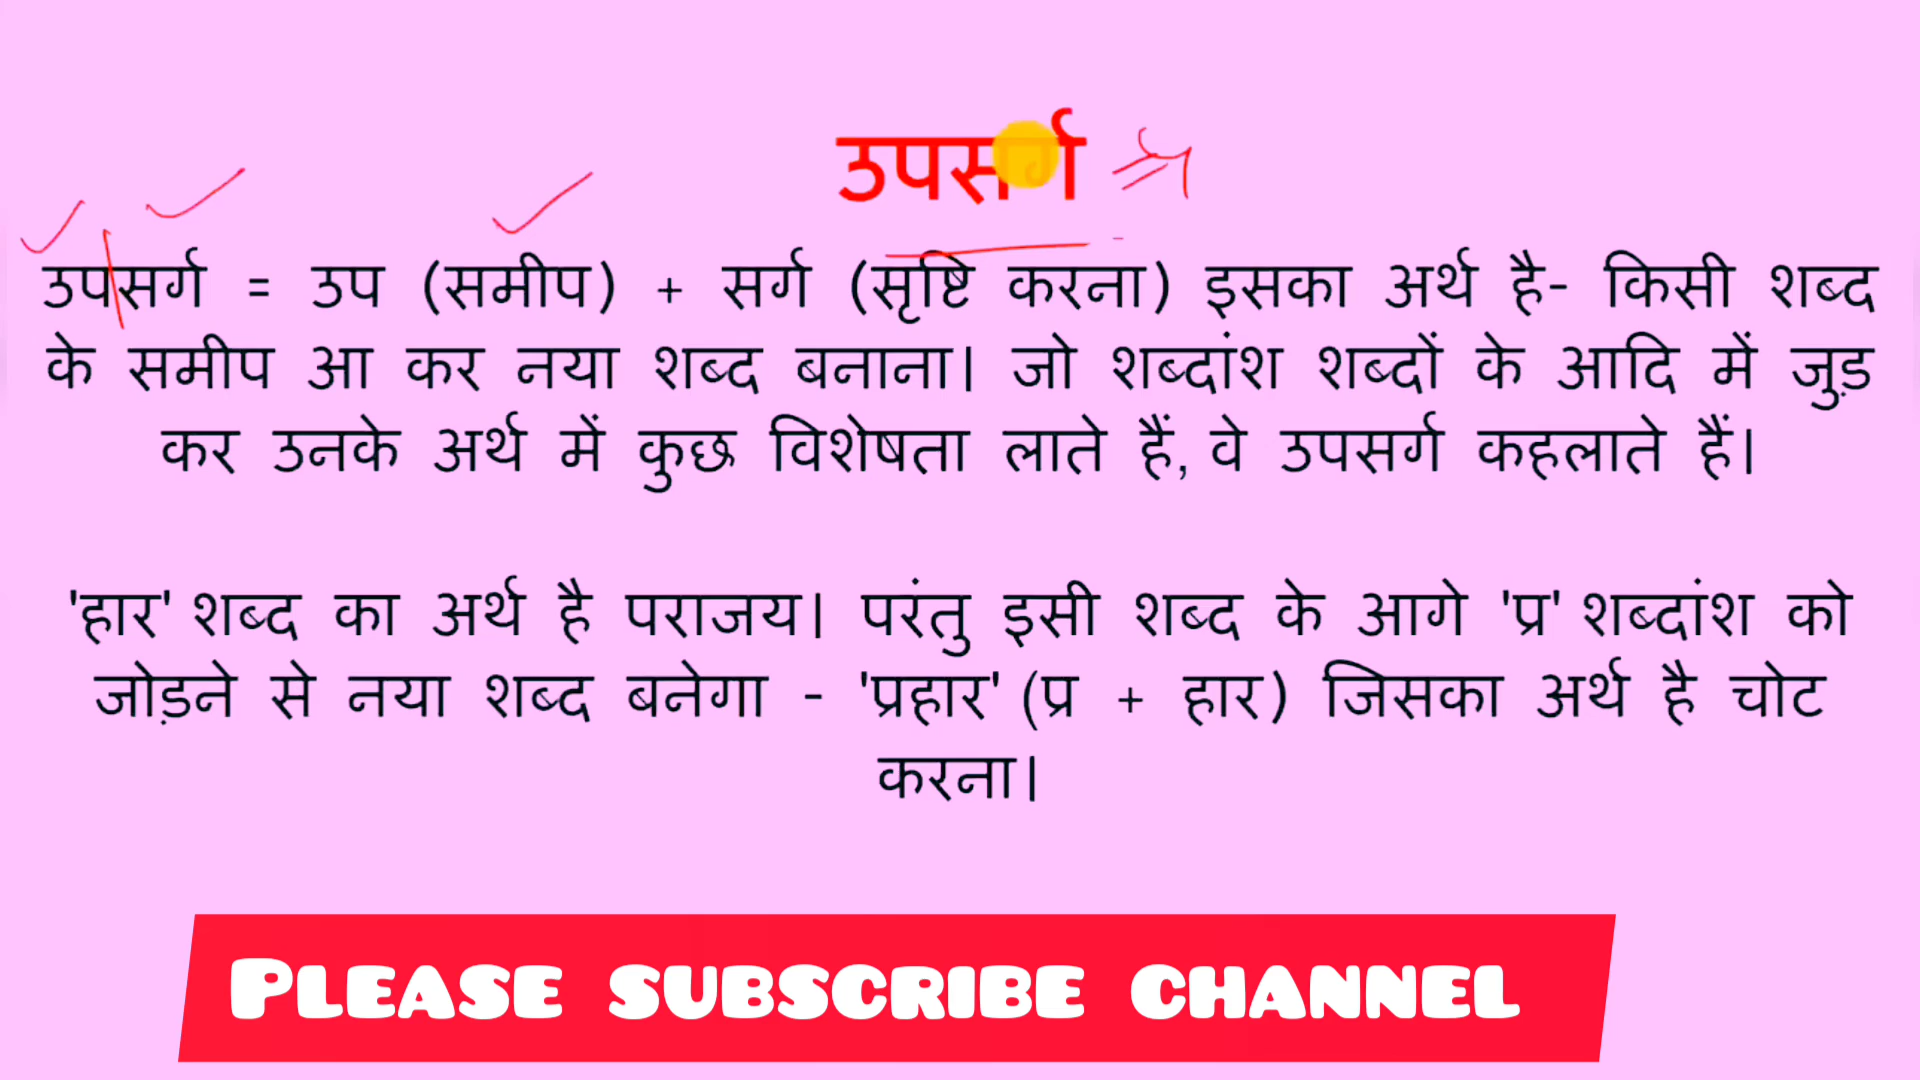 उपसर्ग
उपसर्ग = उप (समीप) + सर्ग (सृष्टि करना) इसका अर्थ है- किसी शब्द
के समीप आ कर नया शब्द बनाना। जो शब्दांश शब्दों के आदि में जुड़
कर उनके अर्थ में कुछ विशेषता लाते हैं, वे उपसर्ग कहलाते हैं।
'हार' शब्द का अर्थ है पराजय। परंतु इसी शब्द के आगे 'प्र' शब्दांश को
जोड़ने से नया शब्द बनेगा - 'प्रहार' (प्र + हार) जिसका अर्थ है चोट
करना।
PLEASE SUBSCRIBE CHANNEL